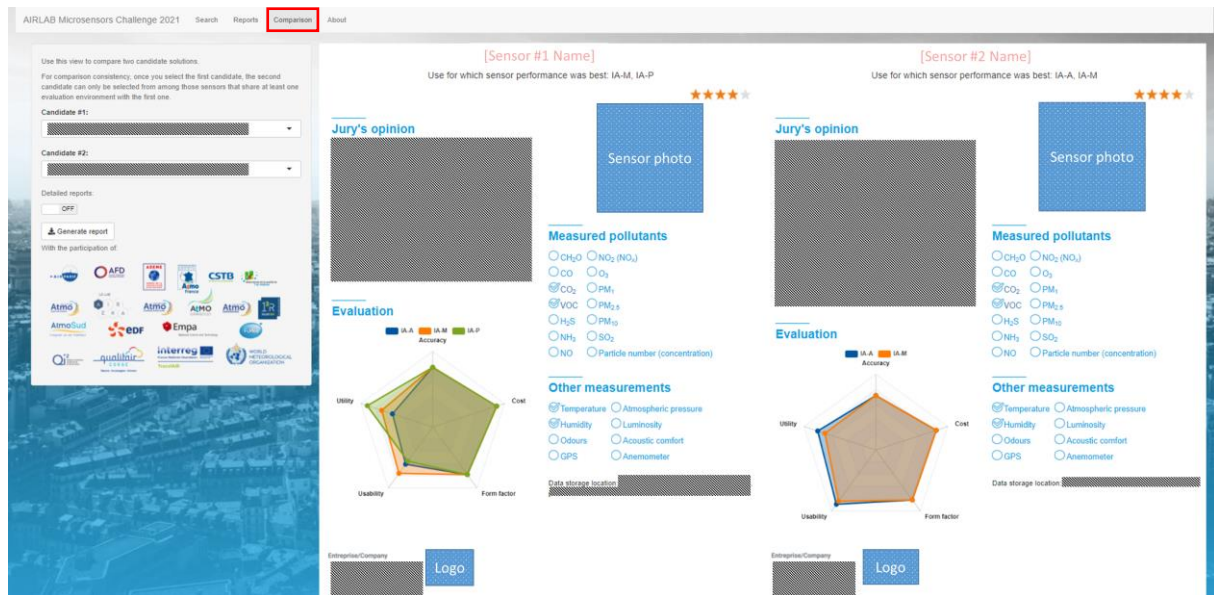 AIRLAB Microsensors Challenge 2021 Search Reports Comparison About
Use this view to compare two candidate solutions.
For comparison consistency, once you select the first candidate, the second
candidate can only be selected from among those sensors that share at least one
evaluation environment with the first one.
Candidate #1:
Candidate #2:
Detailed reports:
OFF
Generate report
With the participation of:
AFD
ADEME
Atmo
France
CSTB
Atmo
Atmo
ATMO
Atmo
AtmoSud
eDF
Empa
qualitair
CORSE
interreg
WORLD
METEOROLOGICAL
ORGANIZATION
[Sensor #1 Name]
Use for which sensor performance was best: IA-M, IA-P
Jury's opinion
Sensor photo
Measured pollutants
CH2O NO2 (NOx)
CO O3
CO2 PM1
VOC PM2.5
H2S PM10
NH3 SO2
NO Particle number (concentration)
Evaluation
IA-A IA-M IA-P
Accuracy
Utility
Cost
Usability
Form factor
Other measurements
Temperature Atmospheric pressure
Humidity Luminosity
Odours Acoustic comfort
GPS Anemometer
Data storage location:
Entreprise/Company
Logo
[Sensor #2 Name]
Use for which sensor performance was best: IA-A, IA-M
Jury's opinion
Sensor photo
Measured pollutants
CH2O NO2 (NOx)
CO O3
CO2 PM1
VOC PM2.5
H2S PM10
NH3 SO2
NO Particle number (concentration)
Evaluation
IA-A IA-M
Accuracy
Utility
Cost
Usability
Form factor
Other measurements
Temperature Atmospheric pressure
Humidity Luminosity
Odours Acoustic comfort
GPS Anemometer
Data storage location:
Entreprise/Company
Logo